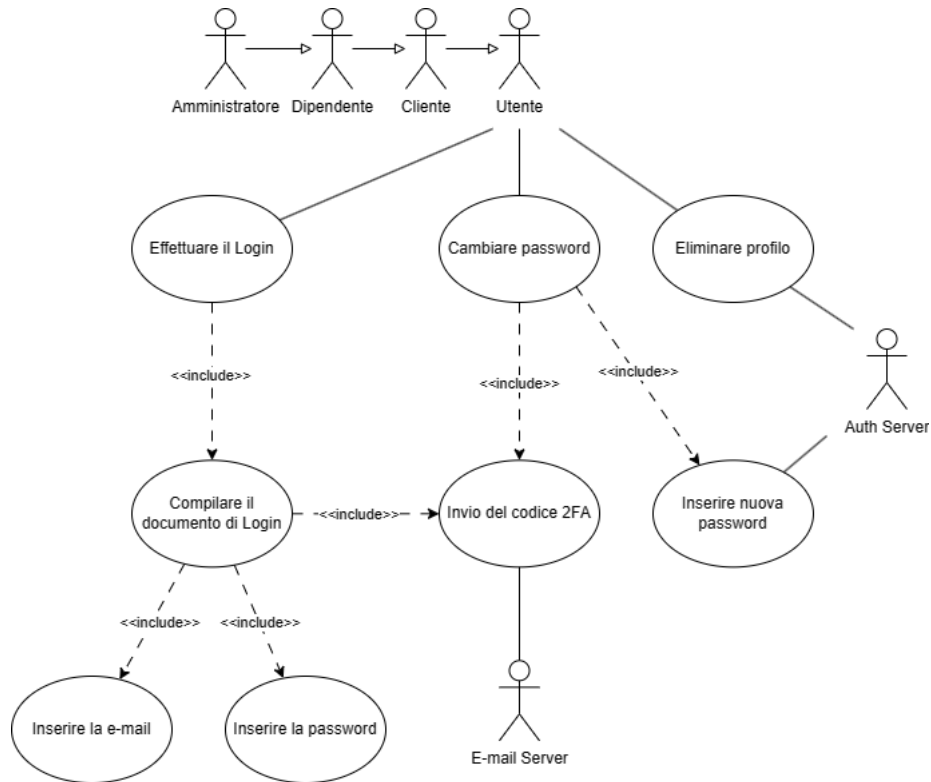 Amministratore
Dipendente
Cliente
Utente
Effettuare il Login
Cambiare password
Eliminare profilo
<<include>>
<<include>>
<<include>>
Auth Server
Compilare il
documento di Login
<<include>>
Invio del codice 2FA
Inserire nuova
password
<<include>>
<<include>>
Inserire la e-mail
Inserire la password
E-mail Server